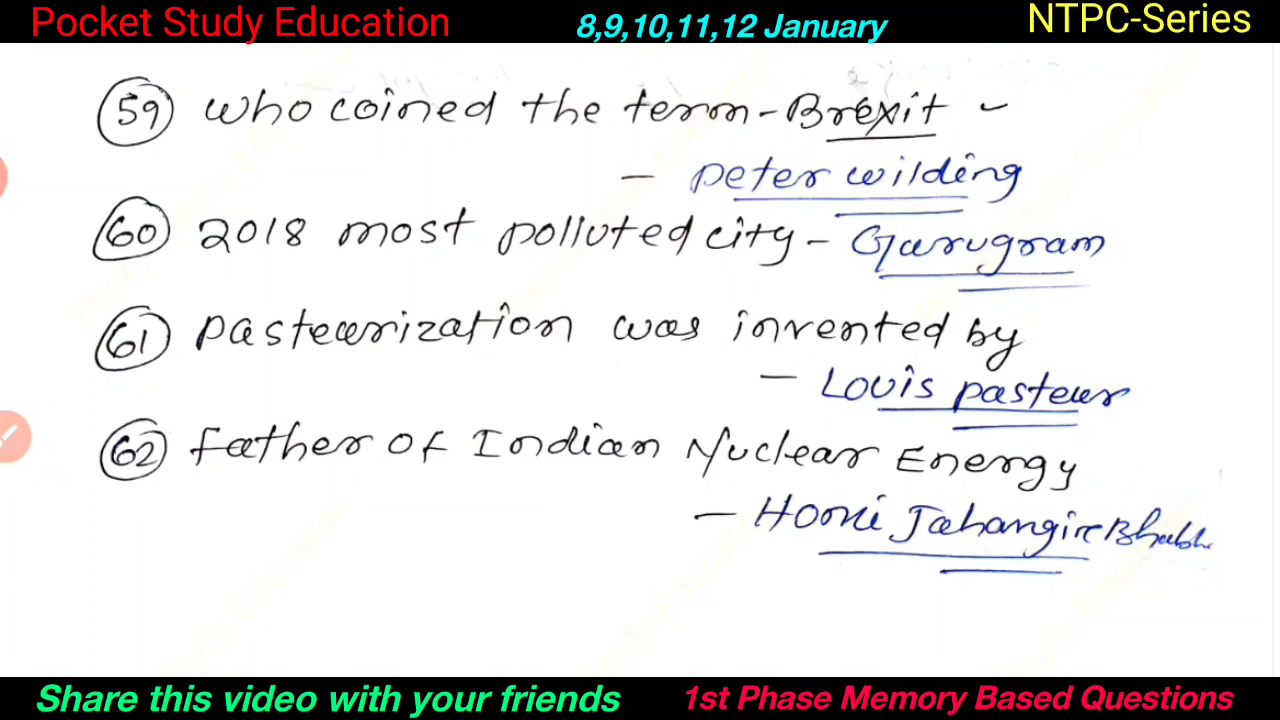 Pocket Study Education 8,9,10,11,12 January NTPC-Series
59 who coined the term - Brexit -
- peter wilding
60 2018 most polluted city - Gurugram
61 pasteurization was invented by
- Louis pasteur
62 father of Indian Nuclear Energy
- Homi Jahangir Bhabh
Share this video with your friends 1st Phase Memory Based Questions